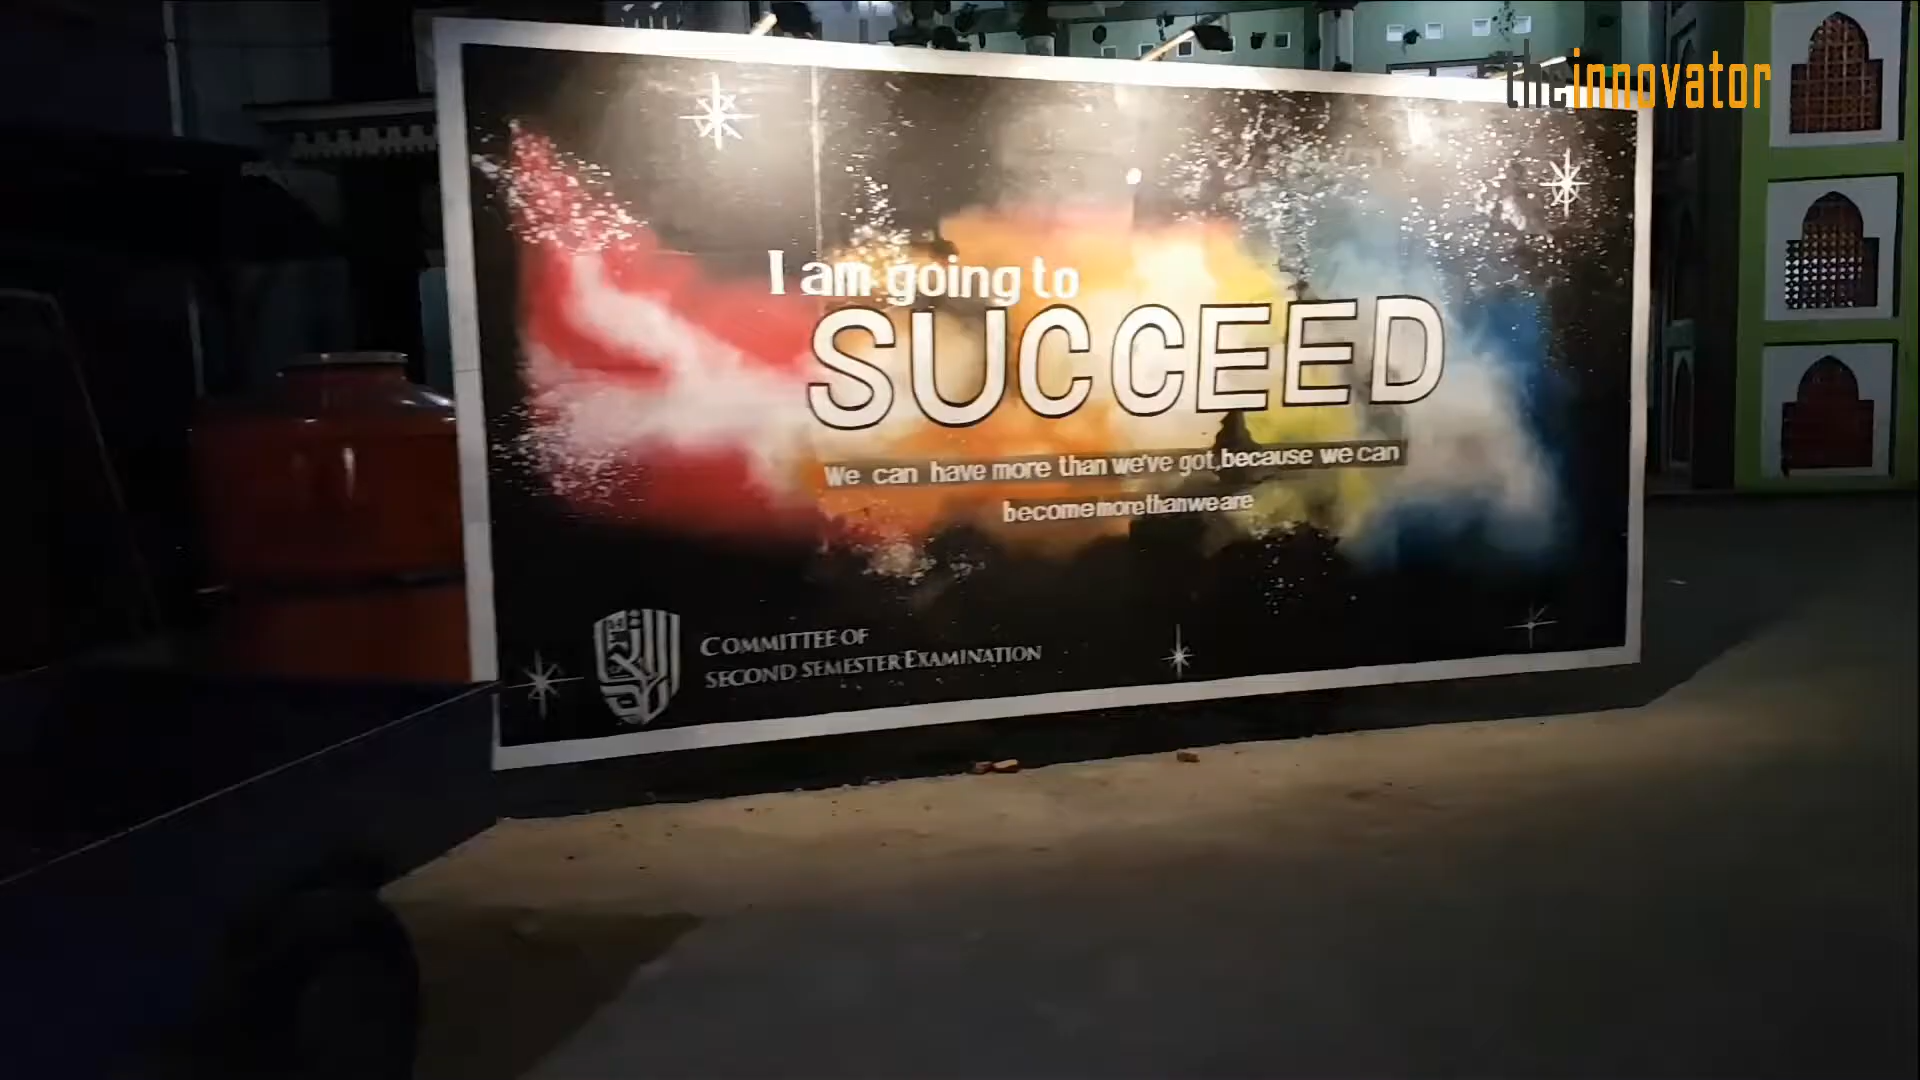 theinnovator
I am going to
SUCCEED
We can have more than we've got, because we can
become more than we are
COMMITTEE OF
SECOND SEMESTER EXAMINATION